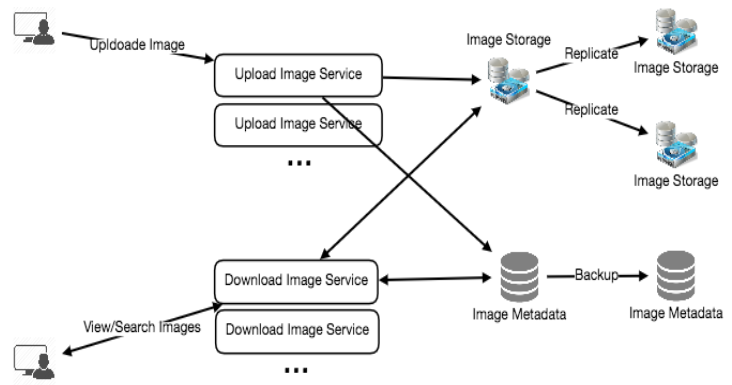 Upldoade Image
Upload Image Service
Upload Image Service
...
Image Storage
Replicate
Image Storage
Replicate
Image Storage
Download Image Service
View/Search Images
Download Image Service
...
Image Metadata
Backup
Image Metadata